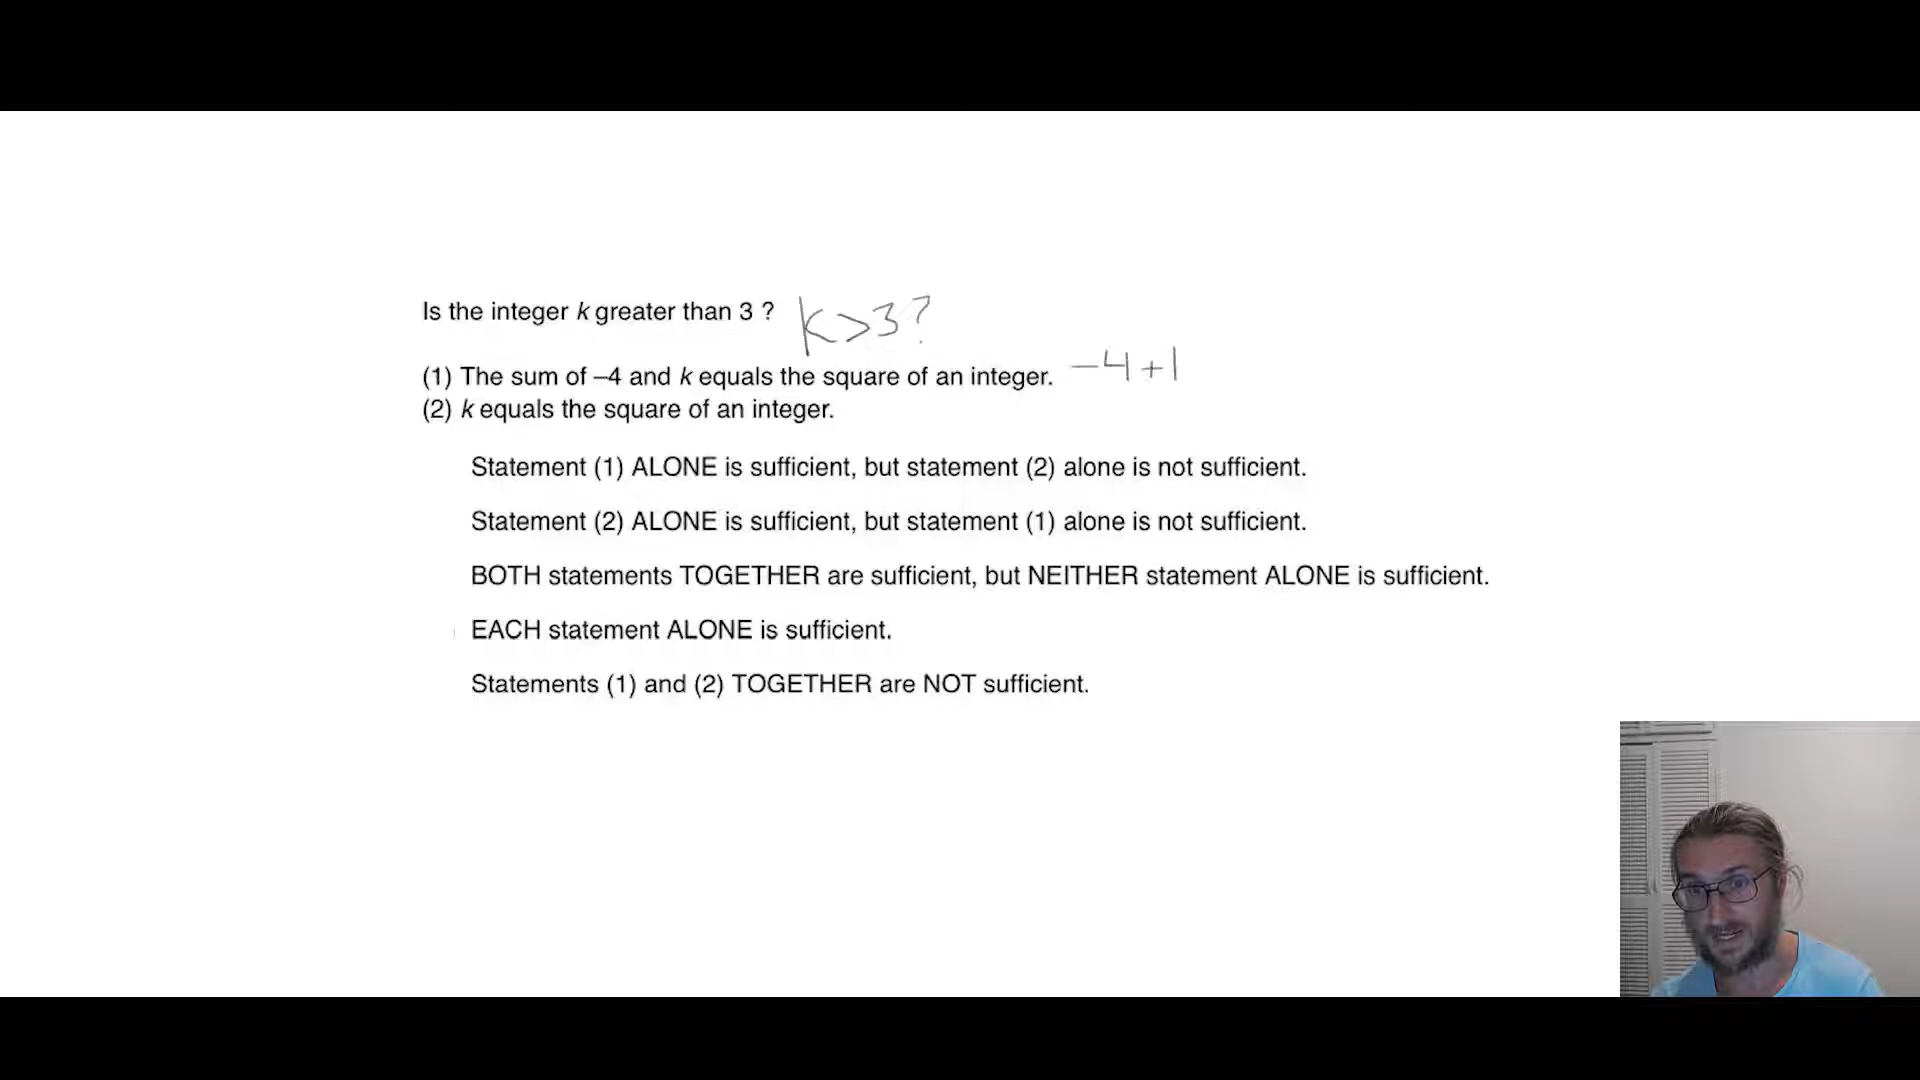 Is the integer k greater than 3 ? K>3?
(1) The sum of –4 and k equals the square of an integer. -4+1
(2) k equals the square of an integer.
Statement (1) ALONE is sufficient, but statement (2) alone is not sufficient.
Statement (2) ALONE is sufficient, but statement (1) alone is not sufficient.
BOTH statements TOGETHER are sufficient, but NEITHER statement ALONE is sufficient.
EACH statement ALONE is sufficient.
Statements (1) and (2) TOGETHER are NOT sufficient.